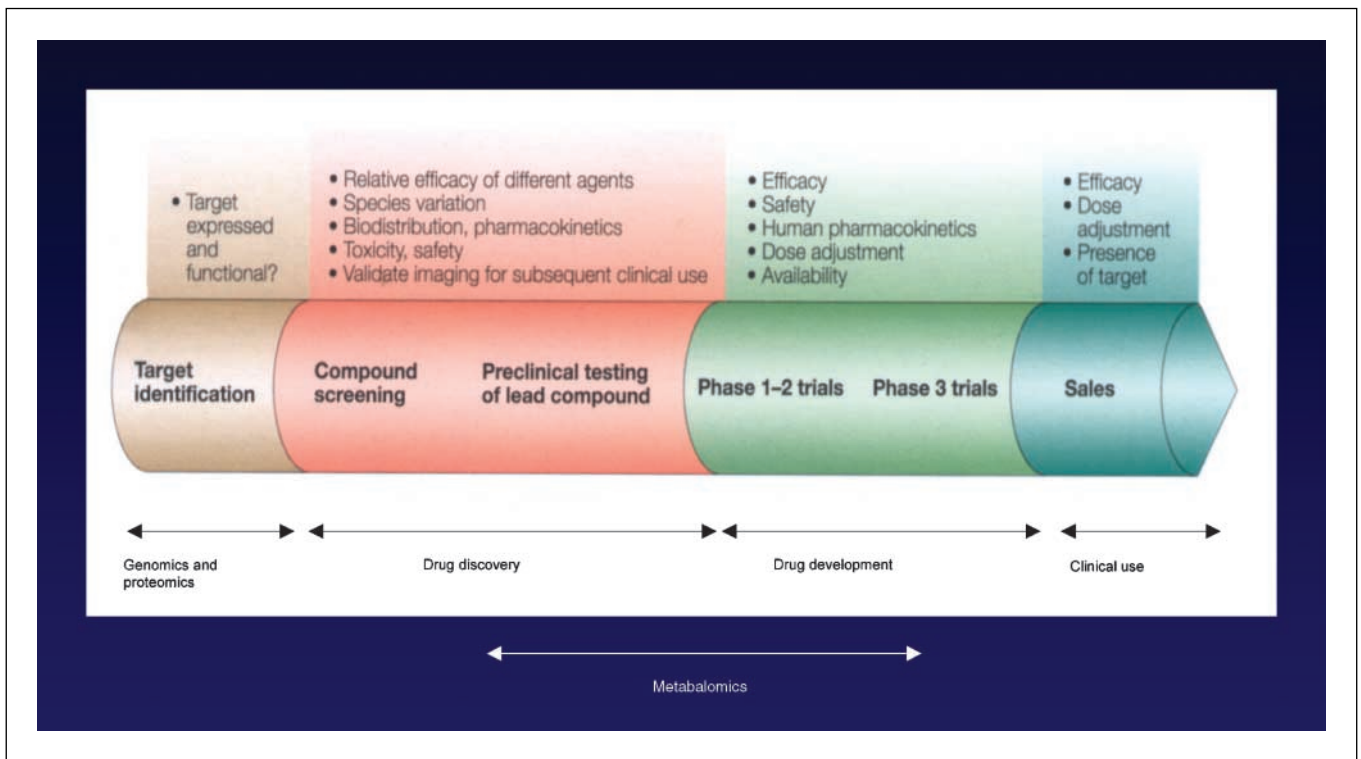 • Target
expressed
and
functional?
• Relative efficacy of different agents
• Species variation
• Biodistribution, pharmacokinetics
• Toxicity, safety
• Validate imaging for subsequent clinical use
• Efficacy
• Safety
• Human pharmacokinetics
• Dose adjustment
• Availability
• Efficacy
• Dose
adjustment
• Presence
of target
Target
identification
Compound
screening
Preclinical testing
of lead compound
Phase 1–2 trials
Phase 3 trials
Sales
Genomics and
proteomics
Drug discovery
Drug development
Clinical use
Metabalomics